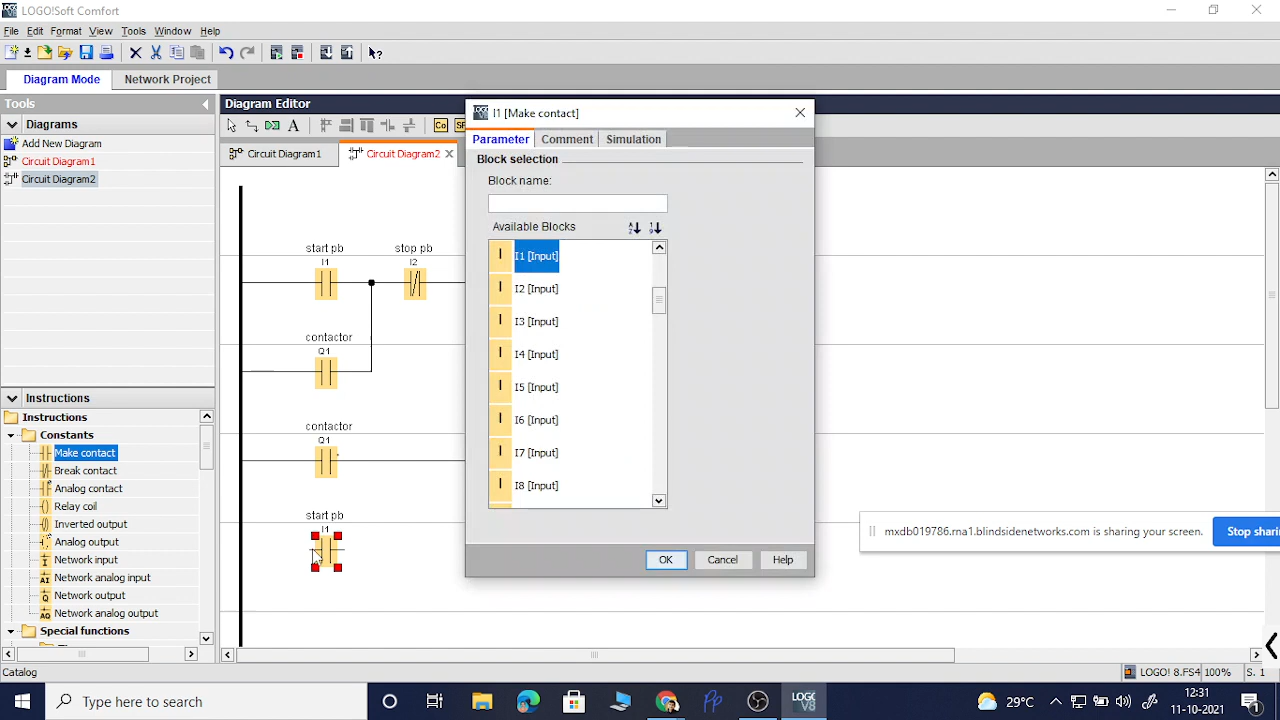 LOGO!Soft Comfort
File Edit Format View Tools Window Help
Diagram Mode Network Project
Tools
Diagrams
Add New Diagram
Circuit Diagram1
Circuit Diagram2
Instructions
Instructions
Constants
Make contact
Break contact
Analog contact
Relay coil
Inverted output
Analog output
Network input
Network analog input
Network output
Network analog output
Special functions
Catalog
Diagram Editor
Co
Circuit Diagram1 Circuit Diagram2
start pb stop pb
I1 I2
contactor
Q1
contactor
Q1
start pb
I1
I1 [Make contact]
Parameter Comment Simulation
Block selection
Block name:
Available Blocks
I I1 [Input]
I I2 [Input]
I I3 [Input]
I I4 [Input]
I I5 [Input]
I I6 [Input]
I I7 [Input]
I I8 [Input]
OK Cancel Help
mxdb019786.rna1.blindsidenetworks.com is sharing your screen. Stop shari
LOGO! 8.FS4 100% S. 1
Type here to search
LOGO V8
29°C
12:31
11-10-2021
1